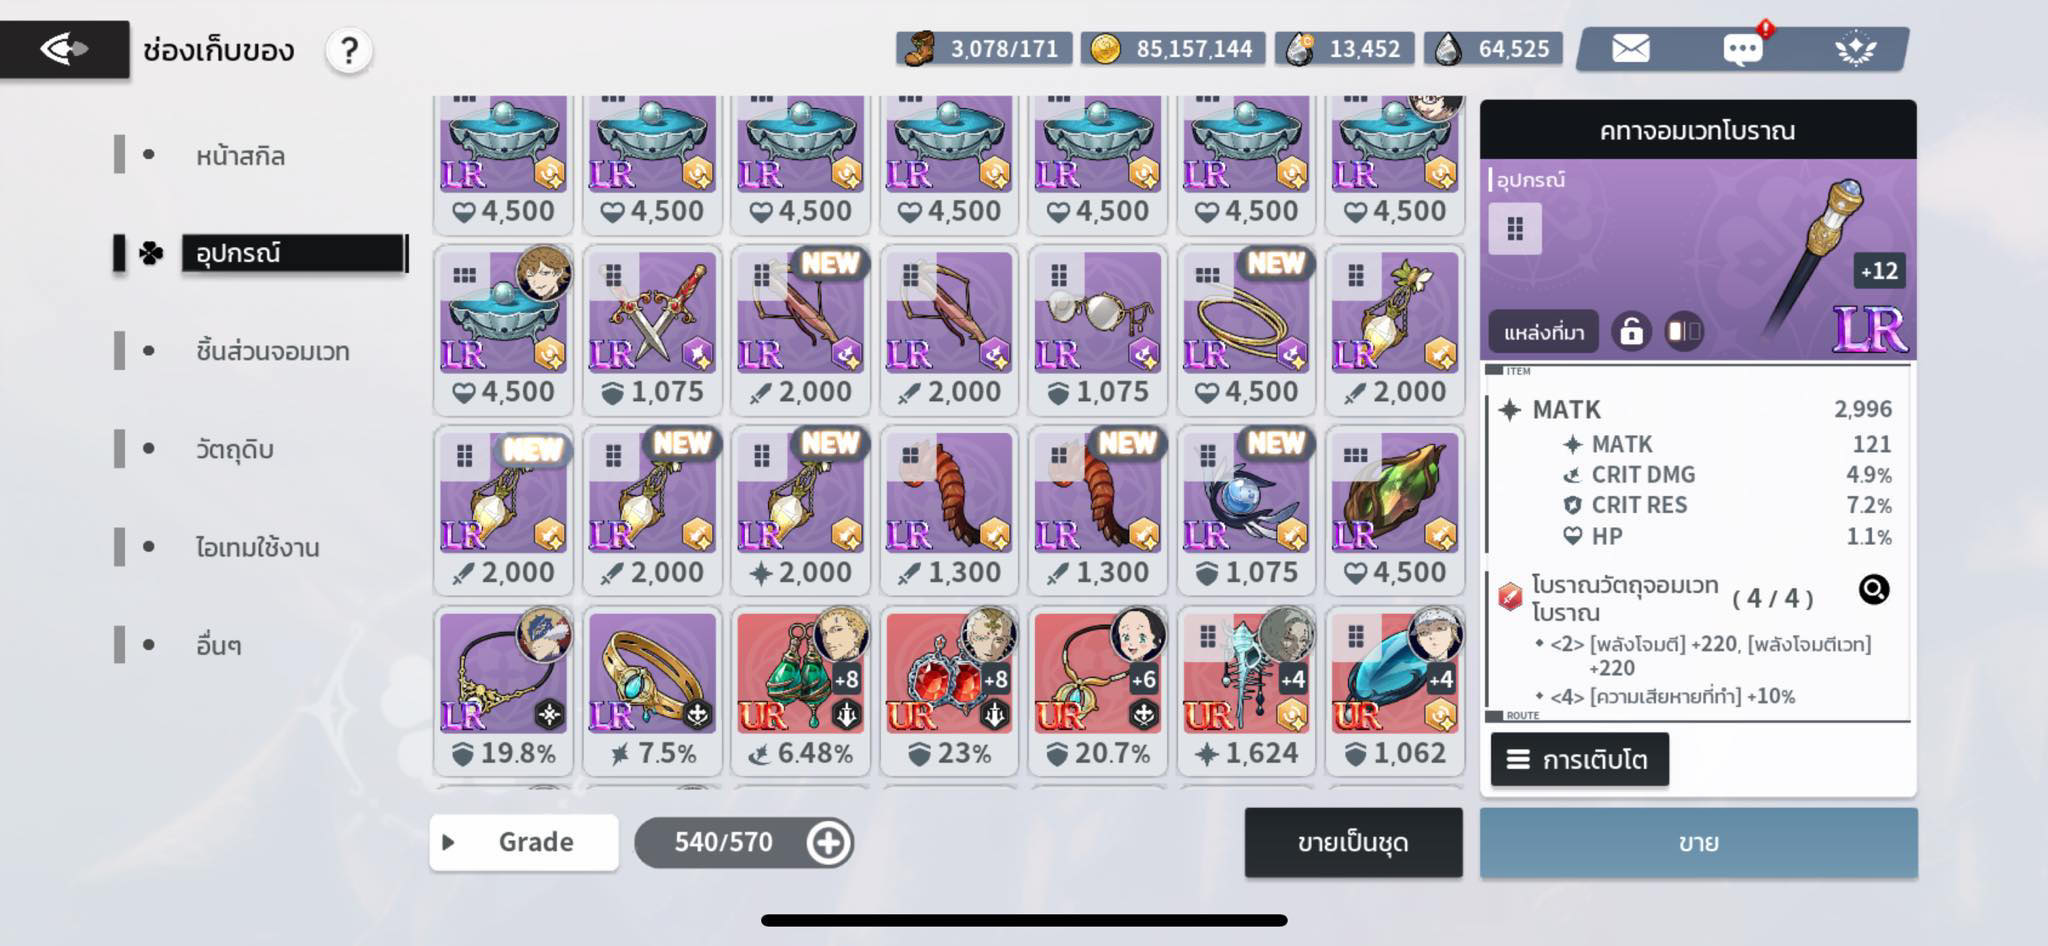 ช่องเก็บของ
?
3,078/171
85,157,144
13,452
64,525
หน้าสกิล
อุปกรณ์
ชิ้นส่วนจอมเวท
วัตถุดิบ
ไอเทมใช้งาน
อื่นๆ
LR LR LR LR LR LR LR
4,500 4,500 4,500 4,500 4,500 4,500 4,500
NEW NEW
LR LR LR LR LR LR LR
4,500 1,075 2,000 2,000 1,075 4,500 2,000
NEW NEW NEW NEW NEW
LR LR LR LR LR LR LR
2,000 2,000 2,000 1,300 1,300 1,075 4,500
+8 +8 +6 +4 +4
LR LR UR UR UR UR UR
19.8% 7.5% 6.48% 23% 20.7% 1,624 1,062
Grade
540/570
ขายเป็นชุด
คทาจอมเวทโบราณ
อุปกรณ์
+12
แหล่งที่มา
LR
ITEM
MATK 2,996
MATK 121
CRIT DMG 4.9%
CRIT RES 7.2%
HP 1.1%
โบราณวัตถุจอมเวท
โบราณ
( 4 / 4 )
<2> [พลังโจมตี] +220, [พลังโจมตีเวท]
+220
<4> [ความเสียหายที่ทำ] +10%
ROUTE
การเติบโต
ขาย